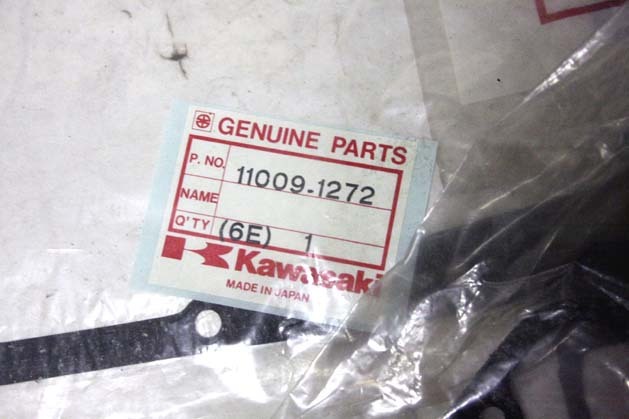 GENUINE PARTS
P. NO. 11009-1272
NAME
Q'TY (6E) 1
Kawasaki
MADE IN JAPAN